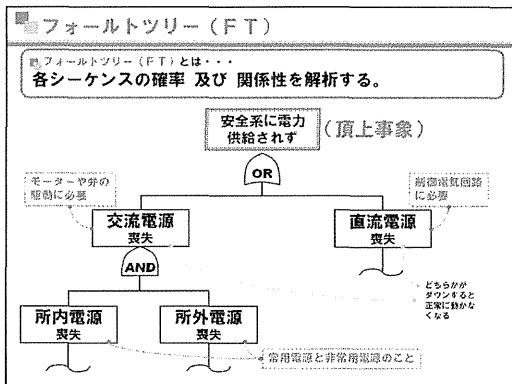 フォールトツリー(FT)
フォールトツリー(FT)とは・・・
各シーケンスの確率 及び 関係性を解析する。
安全系に電力
供給されず
(頂上事象)
OR
モーターや弁の
駆動に必要
制御電気回路
に必要
交流電源
喪失
直流電源
喪失
AND
どちらかが
ダウンすると
正常に動かな
くなる
所内電源
喪失
所外電源
喪失
常用電源と非常用電源のこと